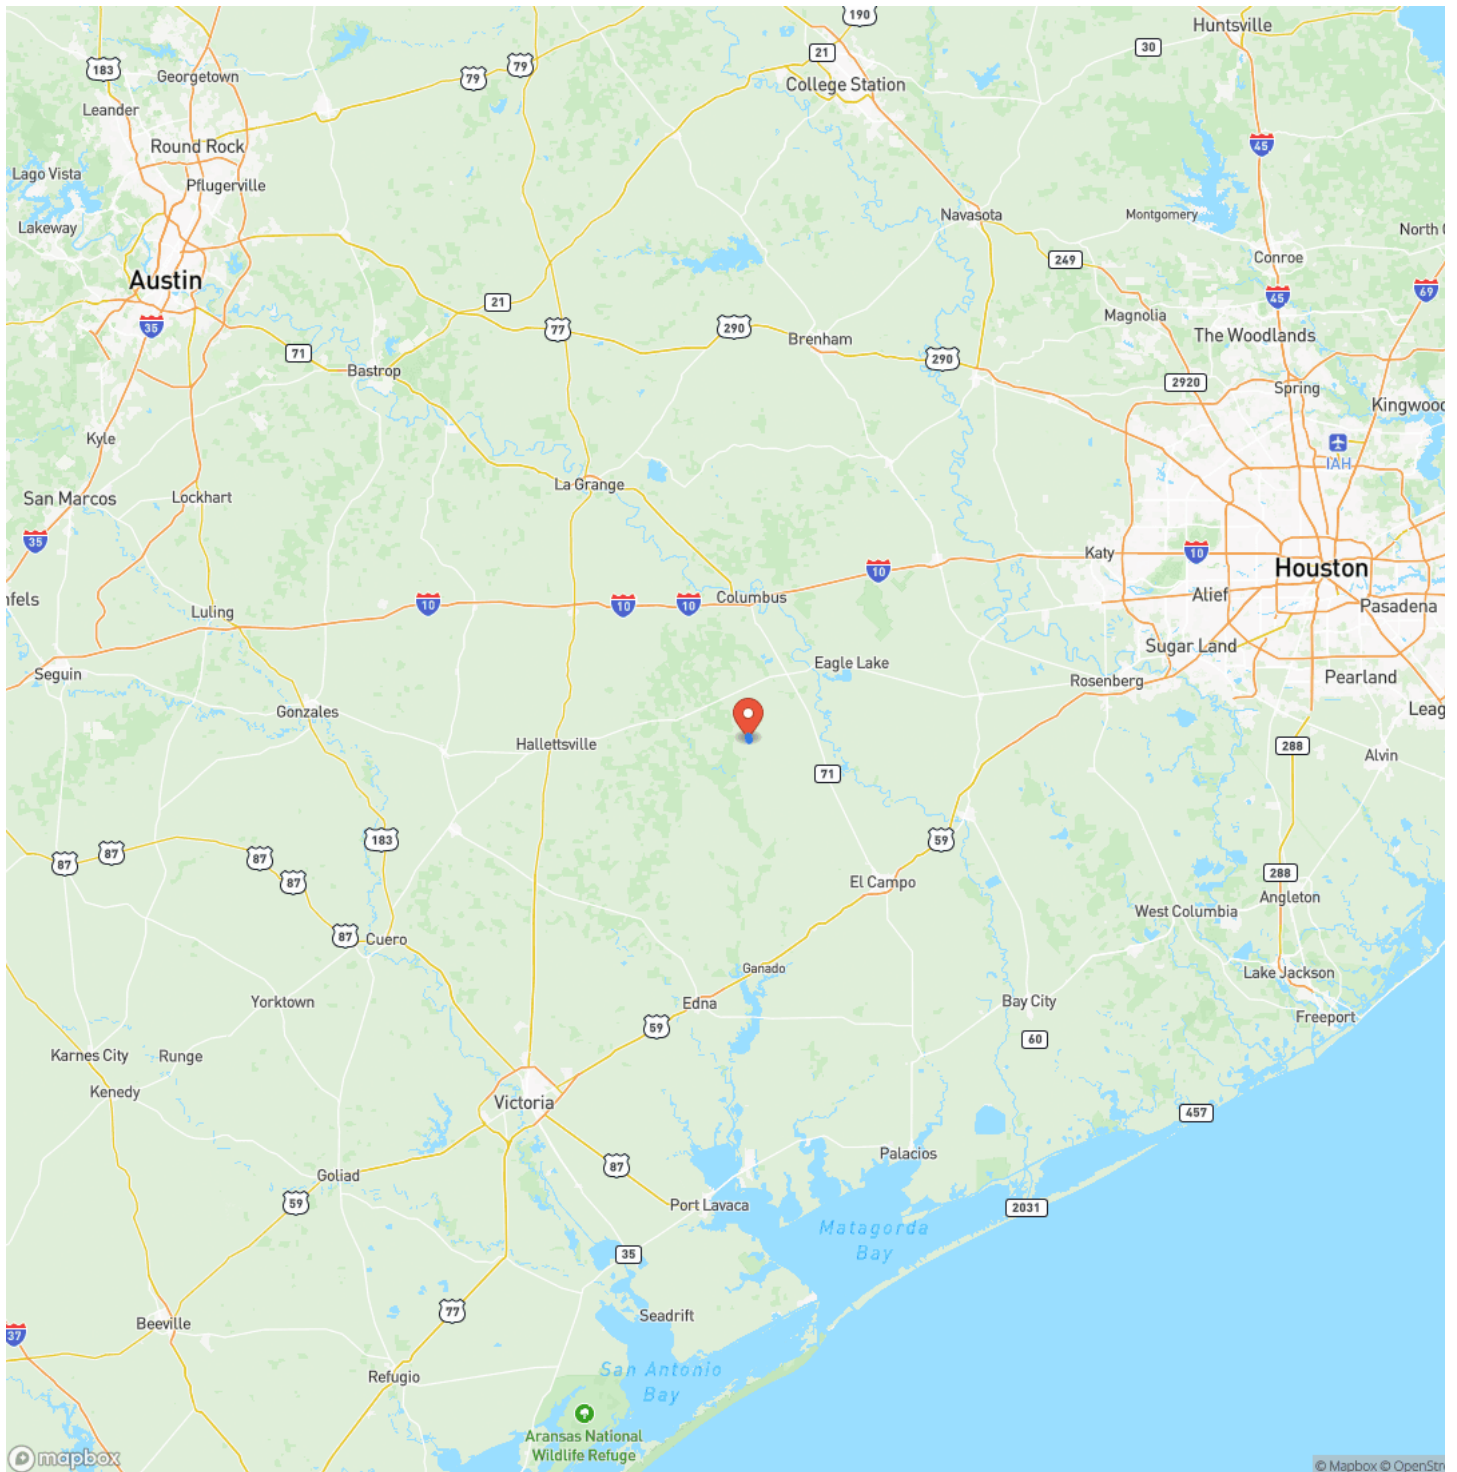 190
Huntsville
21
30
183
Georgetown
79
79
College Station
Leander
Round Rock
45
Lago Vista
Pflugerville
Lakeway
Navasota
Montgomery
North
249
Conroe
Austin
45
69
21
Magnolia
35
77
290
Brenham
The Woodlands
71
290
Bastrop
2920
Spring
Kingwood
Kyle
IAH
La Grange
San Marcos
Lockhart
35
Katy
10
10
Houston
nfels
Luling
10
10
10
Columbus
Alief
Pasadena
Sugar Land
Eagle Lake
Seguin
Rosenberg
Pearland
Gonzales
Leag
Hallettsville
288
Alvin
71
183
59
87
87
87
87
El Campo
288
Angleton
West Columbia
87
Cuero
Ganado
Lake Jackson
Yorktown
Edna
Bay City
Freeport
59
60
Karnes City
Runge
Kenedy
Victoria
457
Palacios
87
Goliad
59
Port Lavaca
2031
Matagorda
Bay
35
77
Seadrift
Beeville
37
San Antonio
Bay
Refugio
Aransas National
Wildlife Refuge
mapbox
© Mapbox © OpenStre